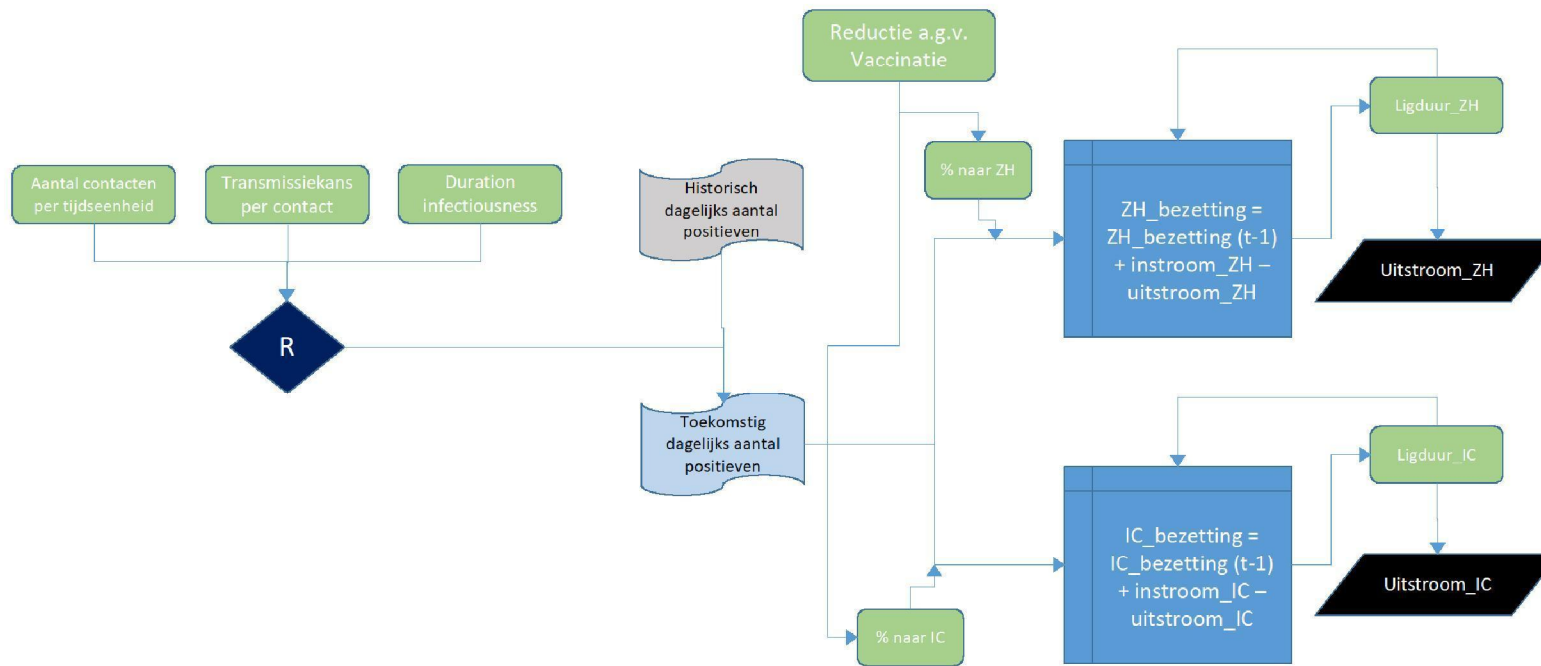 Reductie a.g.v.
Vaccinatie
Ligduur_ZH
% naar ZH
Aantal contacten
per tijdseenheid
Transmissiekans
per contact
Duration
infectiousness
Historisch
dagelijks aantal
positieven
ZH_bezetting =
ZH_bezetting (t-1)
+ instroom_ZH –
uitstroom_ZH
Uitstroom_ZH
R
Toekomstig
dagelijks aantal
positieven
Ligduur_IC
IC_bezetting =
IC_bezetting (t-1)
+ instroom_IC –
uitstroom_IC
Uitstroom_IC
% naar IC